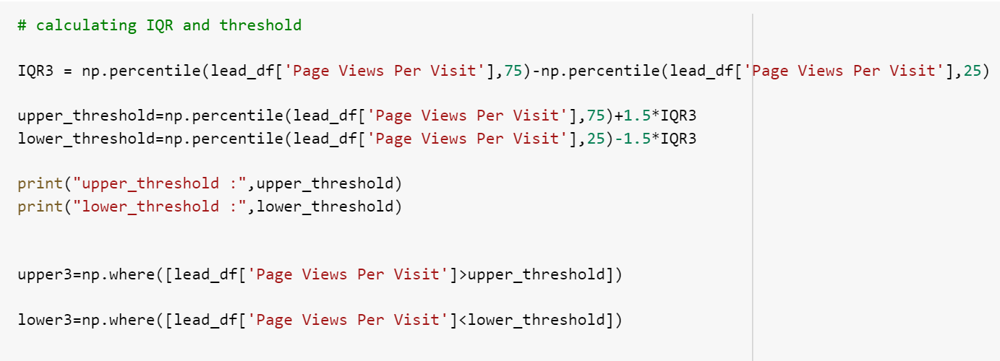 # calculating IQR and threshold
IQR3 = np.percentile(lead_df['Page Views Per Visit'],75)-np.percentile(lead_df['Page Views Per Visit'],25)
upper_threshold=np.percentile(lead_df['Page Views Per Visit'],75)+1.5*IQR3
lower_threshold=np.percentile(lead_df['Page Views Per Visit'],25)-1.5*IQR3
print("upper_threshold :",upper_threshold)
print("lower_threshold :",lower_threshold)
upper3=np.where([lead_df['Page Views Per Visit']>upper_threshold])
lower3=np.where([lead_df['Page Views Per Visit']<lower_threshold])